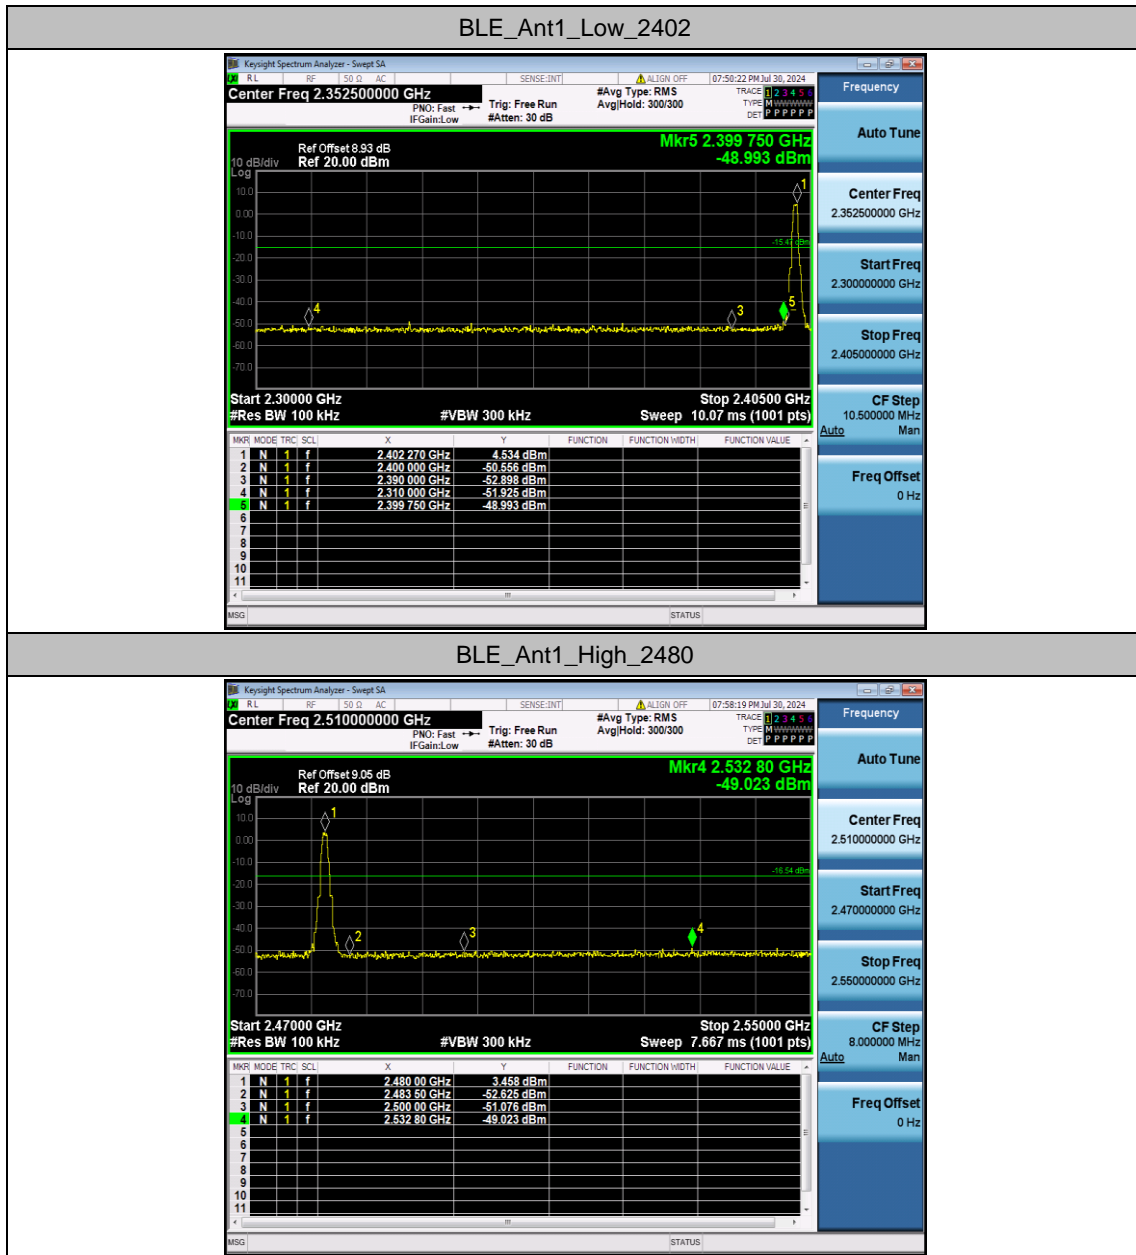 BLE_Ant1_Low_2402
Keysight Spectrum Analyzer - Swept SA
RL RF 50 Ω AC SENSE:INT ALIGN OFF 07:50:22 PM Jul 30, 2024
Center Freq 2.352500000 GHz #Avg Type: RMS TRACE 1 2 3 4 5 6
PNO: Fast Trig: Free Run Avg|Hold: 300/300 TYPE M WWWWW
IFGain:Low #Atten: 30 dB DET P P P P P P
Frequency
Auto Tune
Mkr5 2.399 750 GHz
Ref Offset 8.93 dB
10 dB/div Ref 20.00 dBm -48.993 dBm
Log
10.0
0.00
-10.0
-15.47 dBm
-20.0
-30.0
-40.0
-50.0
-60.0
-70.0
1
4
3
5
Start 2.30000 GHz Stop 2.40500 GHz
#Res BW 100 kHz #VBW 300 kHz Sweep 10.07 ms (1001 pts)
Center Freq
2.352500000 GHz
Start Freq
2.300000000 GHz
Stop Freq
2.405000000 GHz
CF Step
10.500000 MHz
Auto Man
Freq Offset
0 Hz
MKR MODE TRC SCL X Y FUNCTION FUNCTION WIDTH FUNCTION VALUE
1 N 1 f 2.402 270 GHz 4.534 dBm
2 N 1 f 2.400 000 GHz -50.556 dBm
3 N 1 f 2.390 000 GHz -52.898 dBm
4 N 1 f 2.310 000 GHz -51.925 dBm
5 N 1 f 2.399 750 GHz -48.993 dBm
6
7
8
9
10
11
MSG STATUS
BLE_Ant1_High_2480
Keysight Spectrum Analyzer - Swept SA
RL RF 50 Ω AC SENSE:INT ALIGN OFF 07:58:19 PM Jul 30, 2024
Center Freq 2.510000000 GHz #Avg Type: RMS TRACE 1 2 3 4 5 6
PNO: Fast Trig: Free Run Avg|Hold: 300/300 TYPE M WWWWW
IFGain:Low #Atten: 30 dB DET P P P P P P
Frequency
Auto Tune
Mkr4 2.532 80 GHz
Ref Offset 9.05 dB
10 dB/div Ref 20.00 dBm -49.023 dBm
Log
10.0
0.00
-10.0
-16.54 dBm
-20.0
-30.0
-40.0
-50.0
-60.0
-70.0
1
2
3
4
Start 2.47000 GHz Stop 2.55000 GHz
#Res BW 100 kHz #VBW 300 kHz Sweep 7.667 ms (1001 pts)
Center Freq
2.510000000 GHz
Start Freq
2.470000000 GHz
Stop Freq
2.550000000 GHz
CF Step
8.000000 MHz
Auto Man
Freq Offset
0 Hz
MKR MODE TRC SCL X Y FUNCTION FUNCTION WIDTH FUNCTION VALUE
1 N 1 f 2.480 00 GHz 3.458 dBm
2 N 1 f 2.483 50 GHz -52.625 dBm
3 N 1 f 2.500 00 GHz -51.076 dBm
4 N 1 f 2.532 80 GHz -49.023 dBm
5
6
7
8
9
10
11
MSG STATUS